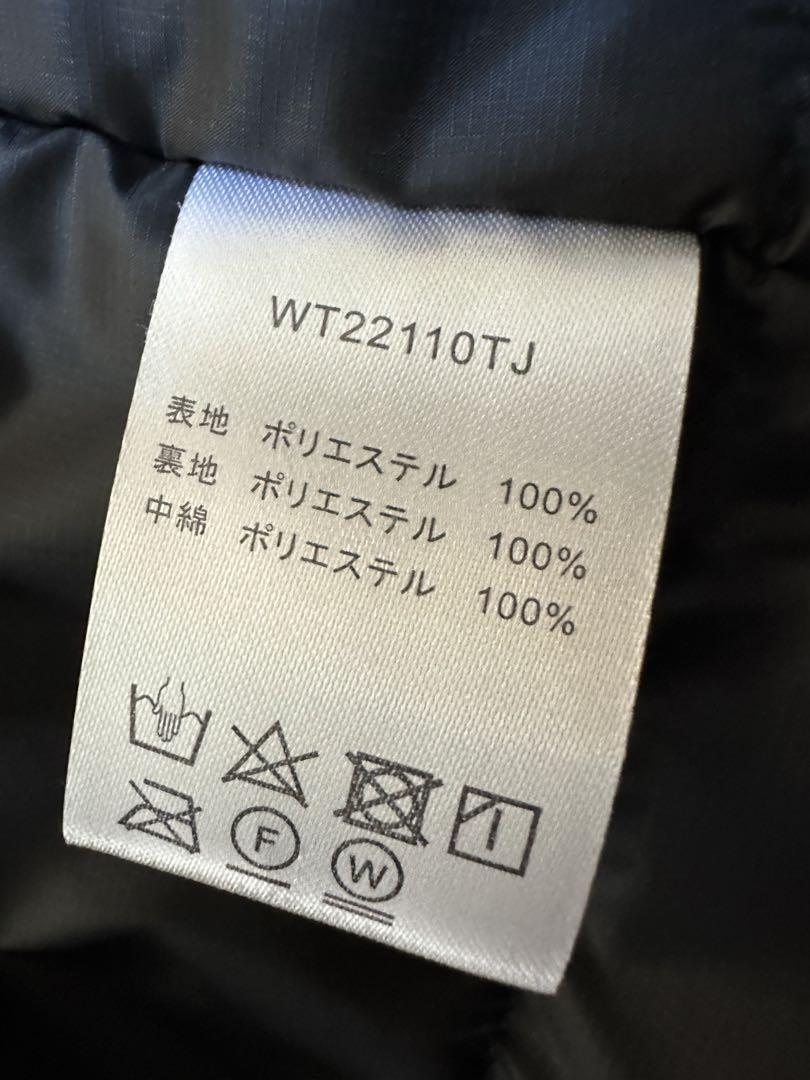 WT22110TJ
表地 ポリエステル 100%
裏地 ポリエステル 100%
中綿 ポリエステル 100%
F
W